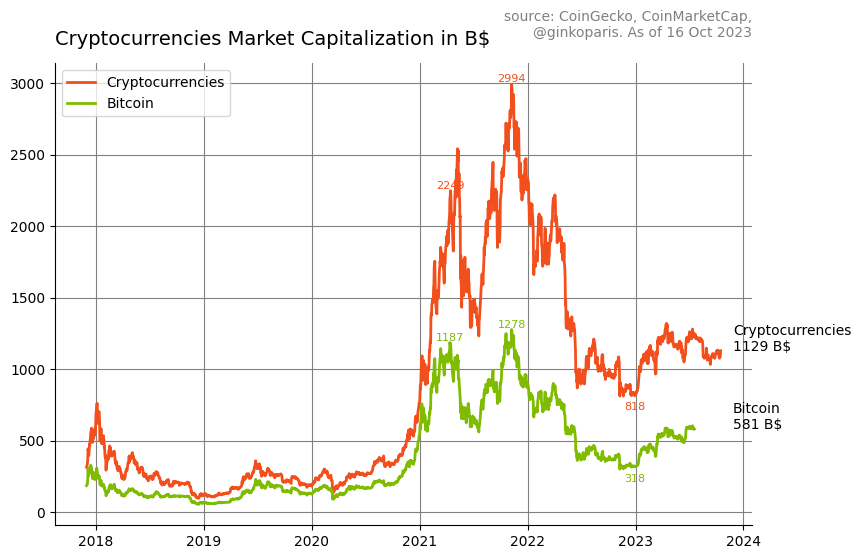 source: CoinGecko, CoinMarketCap,
@ginkoparis. As of 16 Oct 2023
Cryptocurrencies Market Capitalization in B$
Cryptocurrencies
Bitcoin
3000
2500
2000
1500
1000
500
0
2994
2249
1278
1187
818
318
Cryptocurrencies
1129 B$
Bitcoin
581 B$
2018 2019 2020 2021 2022 2023 2024